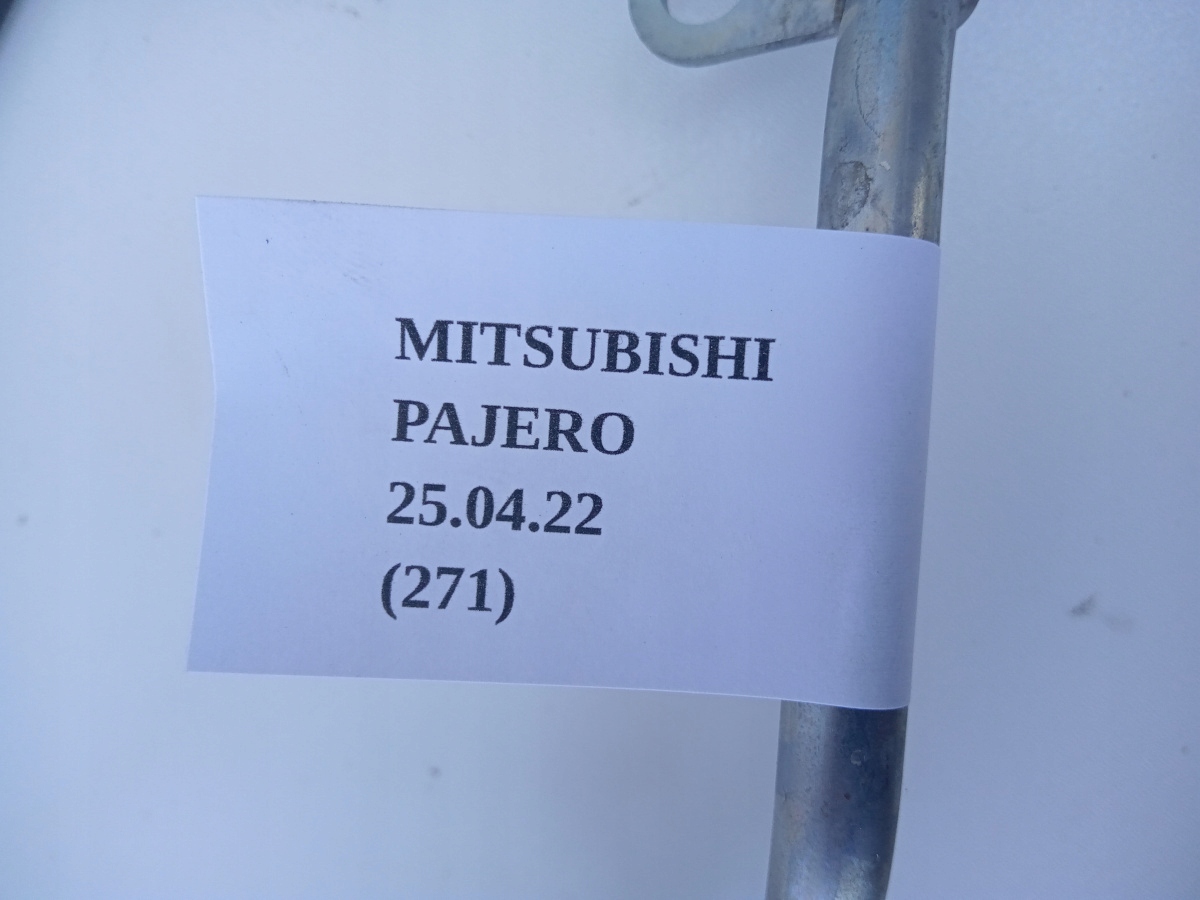 MITSUBISHI
PAJERO
25.04.22
(271)